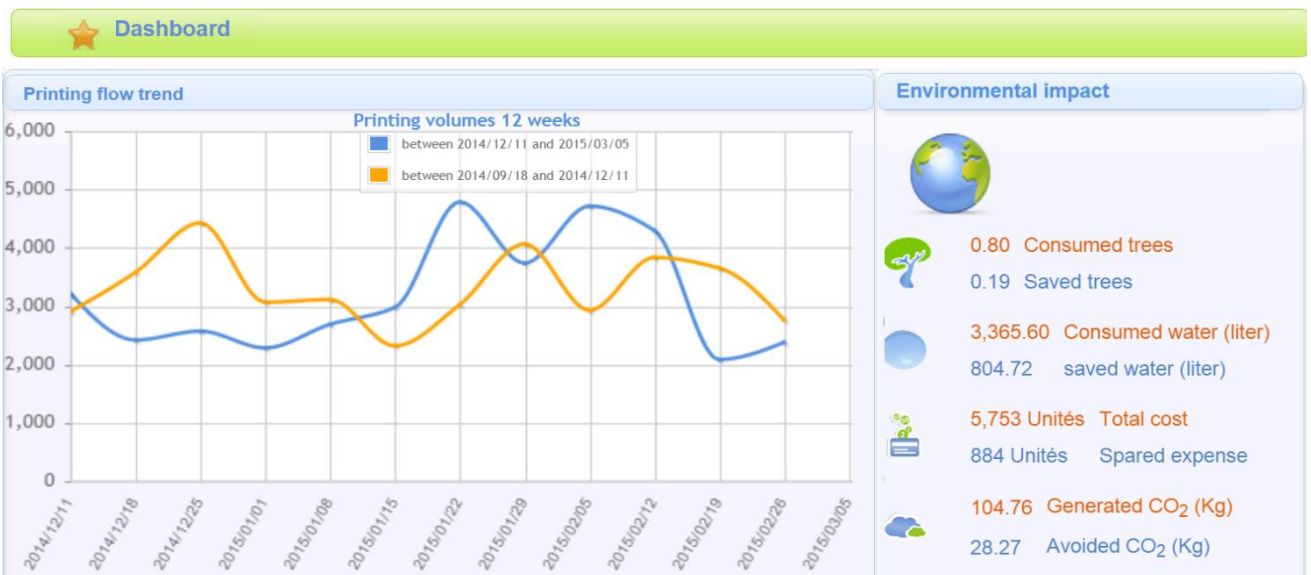 Dashboard
Printing flow trend
Printing volumes 12 weeks
between 2014/12/11 and 2015/03/05
between 2014/09/18 and 2014/12/11
6,000
5,000
4,000
3,000
2,000
1,000
0
2014/12/11
2014/12/18
2014/12/25
2015/01/01
2015/01/08
2015/01/15
2015/01/22
2015/01/29
2015/02/05
2015/02/12
2015/02/19
2015/02/26
2015/03/05
Environmental impact
0.80 Consumed trees
0.19 Saved trees
3,365.60 Consumed water (liter)
804.72 saved water (liter)
5,753 Unités Total cost
884 Unités Spared expense
104.76 Generated CO₂ (Kg)
28.27 Avoided CO₂ (Kg)